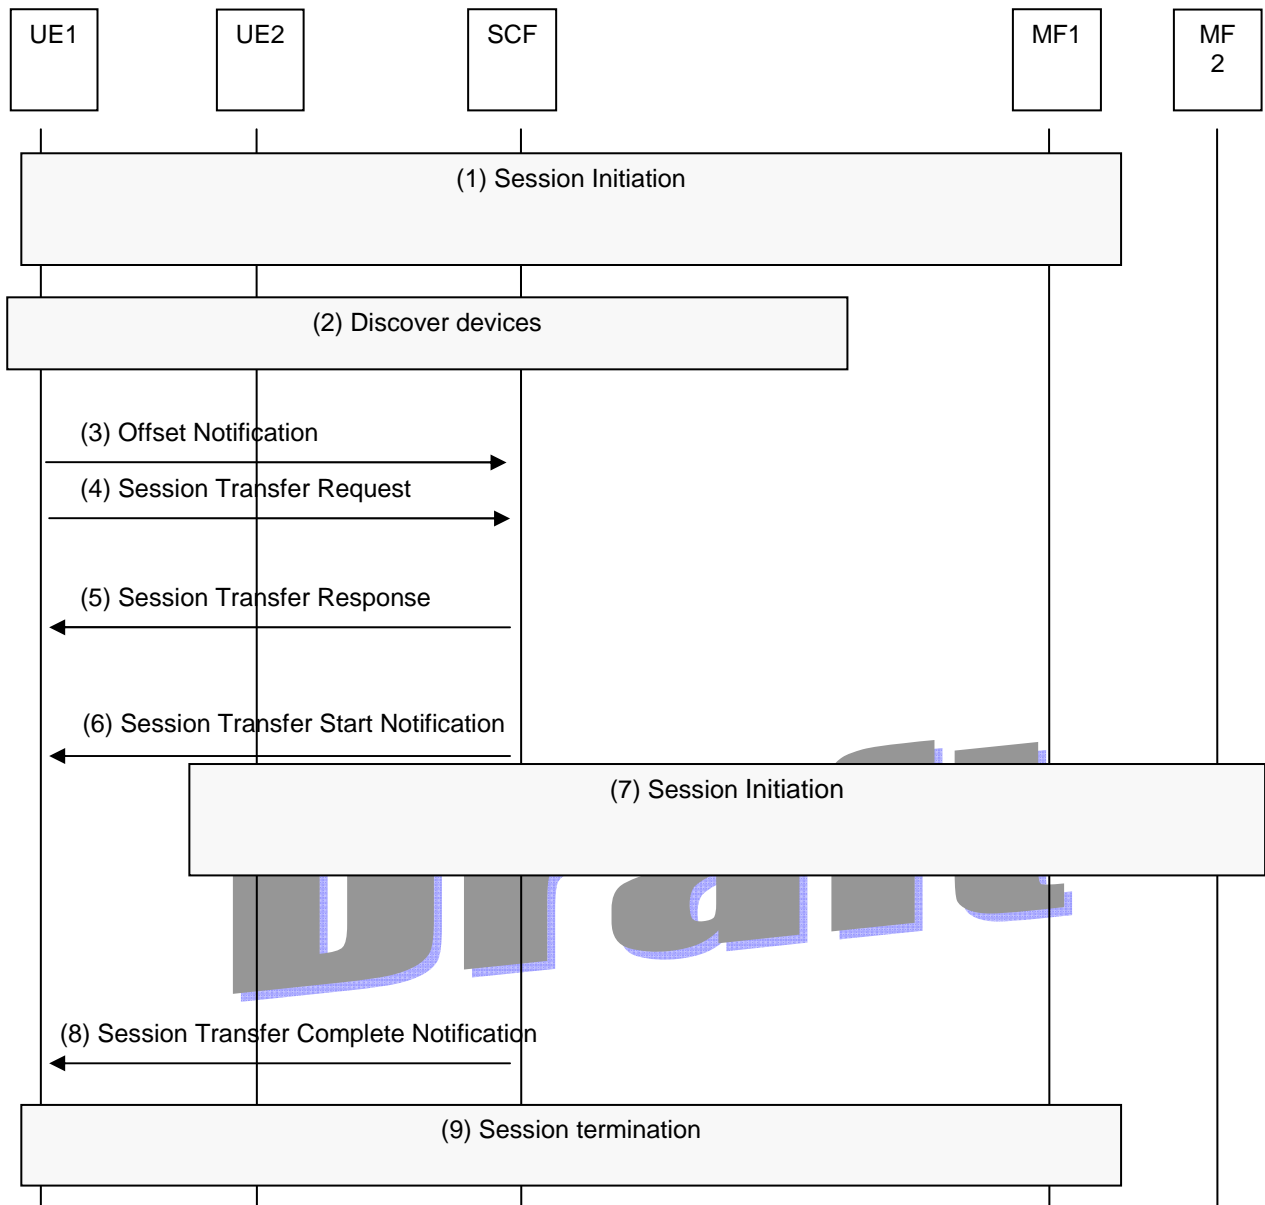 UE1
UE2
SCF
MF1
MF
2
(1) Session Initiation
(2) Discover devices
(3) Offset Notification
(4) Session Transfer Request
(5) Session Transfer Response
(6) Session Transfer Start Notification
(7) Session Initiation
Draft
(8) Session Transfer Complete Notification
(9) Session termination